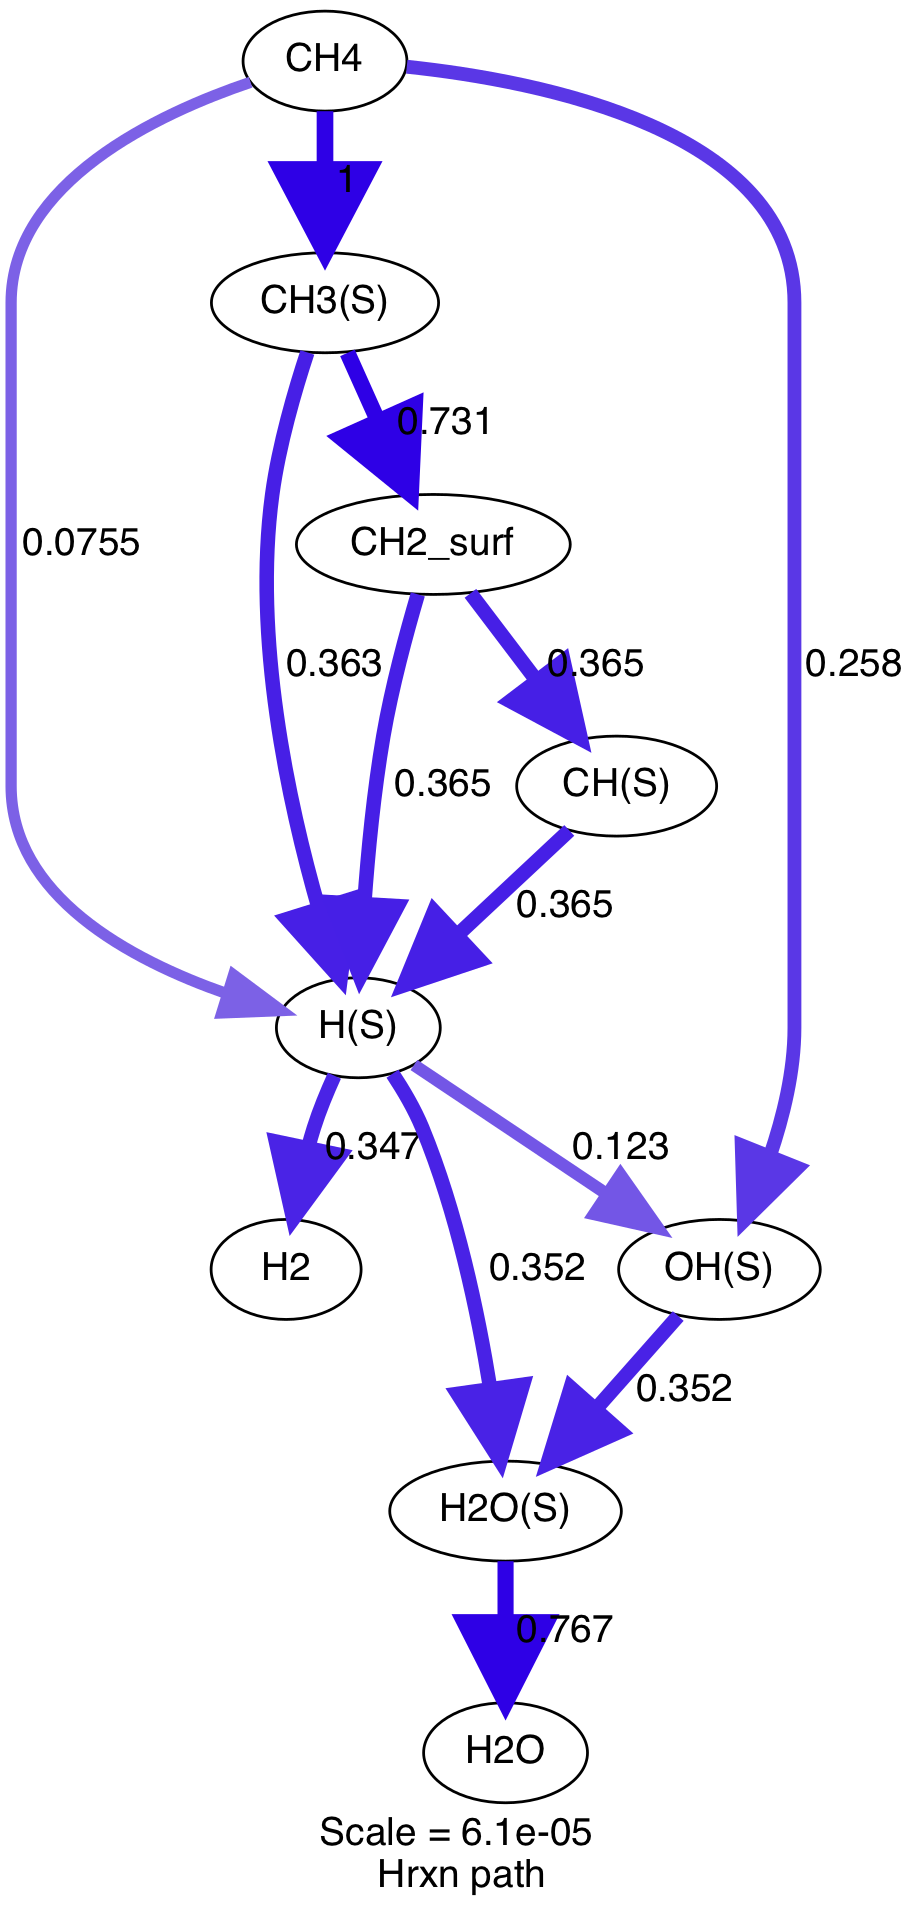 CH4
1
CH3(S)
0.731
0.0755
CH2_surf
0.363
0.365
0.258
0.365
CH(S)
0.365
H(S)
0.347
0.123
H2
0.352
OH(S)
0.352
H2O(S)
0.767
H2O
Scale = 6.1e-05
Hrxn path